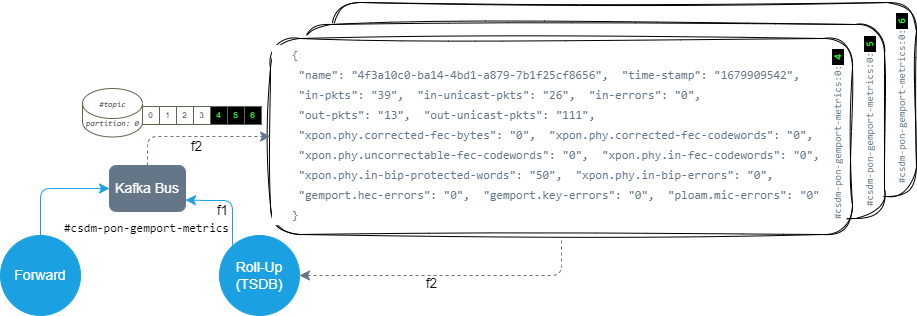 {
"name": "4f3a10c0-ba14-4bd1-a879-7b1f25cf8656", "time-stamp": "1679909542",
"in-pkts": "39", "in-unicast-pkts": "26", "in-errors": "0",
"out-pkts": "13", "out-unicast-pkts": "111",
"xpon.phy.corrected-fec-bytes": "0", "xpon.phy.corrected-fec-codewords": "0",
"xpon.phy.uncorrectable-fec-codewords": "0", "xpon.phy.in-fec-codewords": "0",
"xpon.phy.in-bip-protected-words": "50", "xpon.phy.in-bip-errors": "0",
"gemport.hec-errors": "0", "gemport.key-errors": "0", "ploam.mic-errors": "0"
}
#csdm-pon-gemport-metrics:0:4
#csdm-pon-gemport-metrics:0:5
#csdm-pon-gemport-metrics:0:6
#topic
partition: 0
0 1 2 3 4 5 6
f2
Kafka Bus
f1
#csdm-pon-gemport-metrics
Forward
Roll-Up
(TSDB)
f2